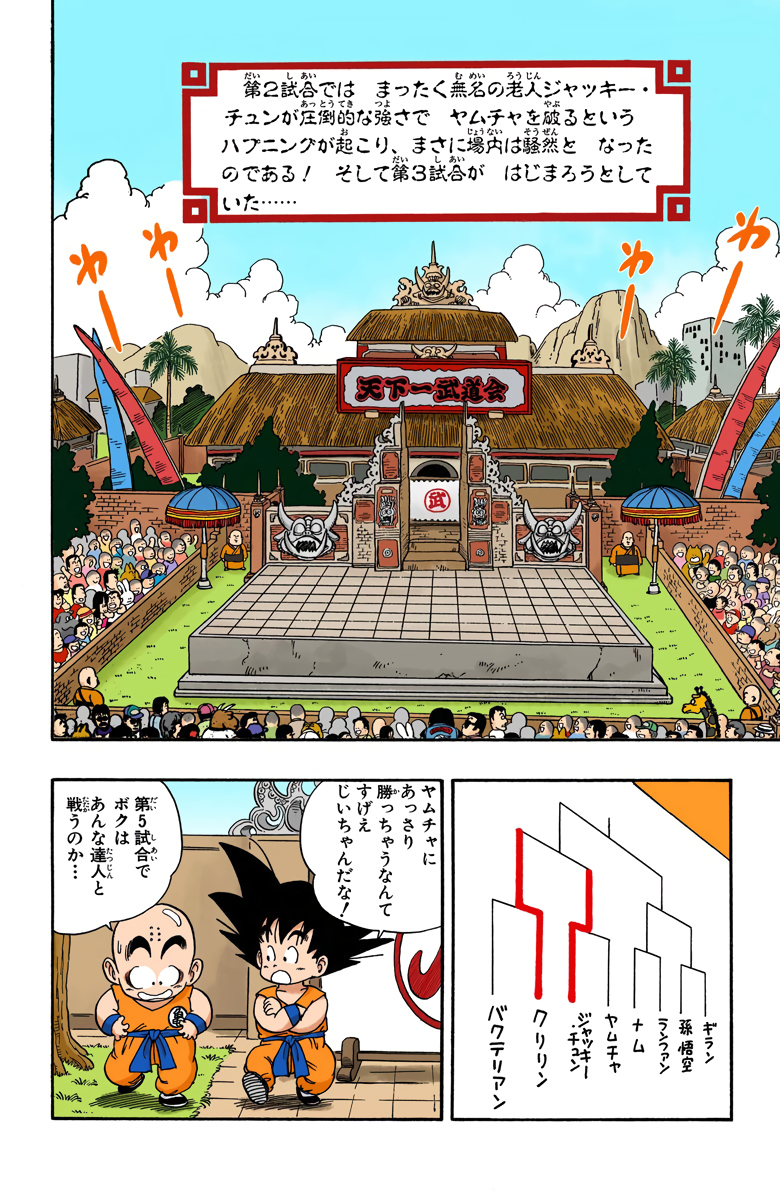 第2試合では　まったく無名の老人ジャッキー・
チュンが圧倒的な強さで　ヤムチャを破るという
ハプニングが起こり、まさに場内は騒然と　なった
のである！　そして第3試合が　はじまろうとして
いた……
わー
わー
わー
わー
天下一武道会
武
ギラン
孫悟空
ランファン
ナム
ヤムチャ
ジャッキー・チュン
クリリン
バクテリアン
ヤムチャに
あっさり
勝っちゃうなんて
すげえ
じいちゃんだな！
第5試合で
ボクは
あんな達人と
戦うのか…